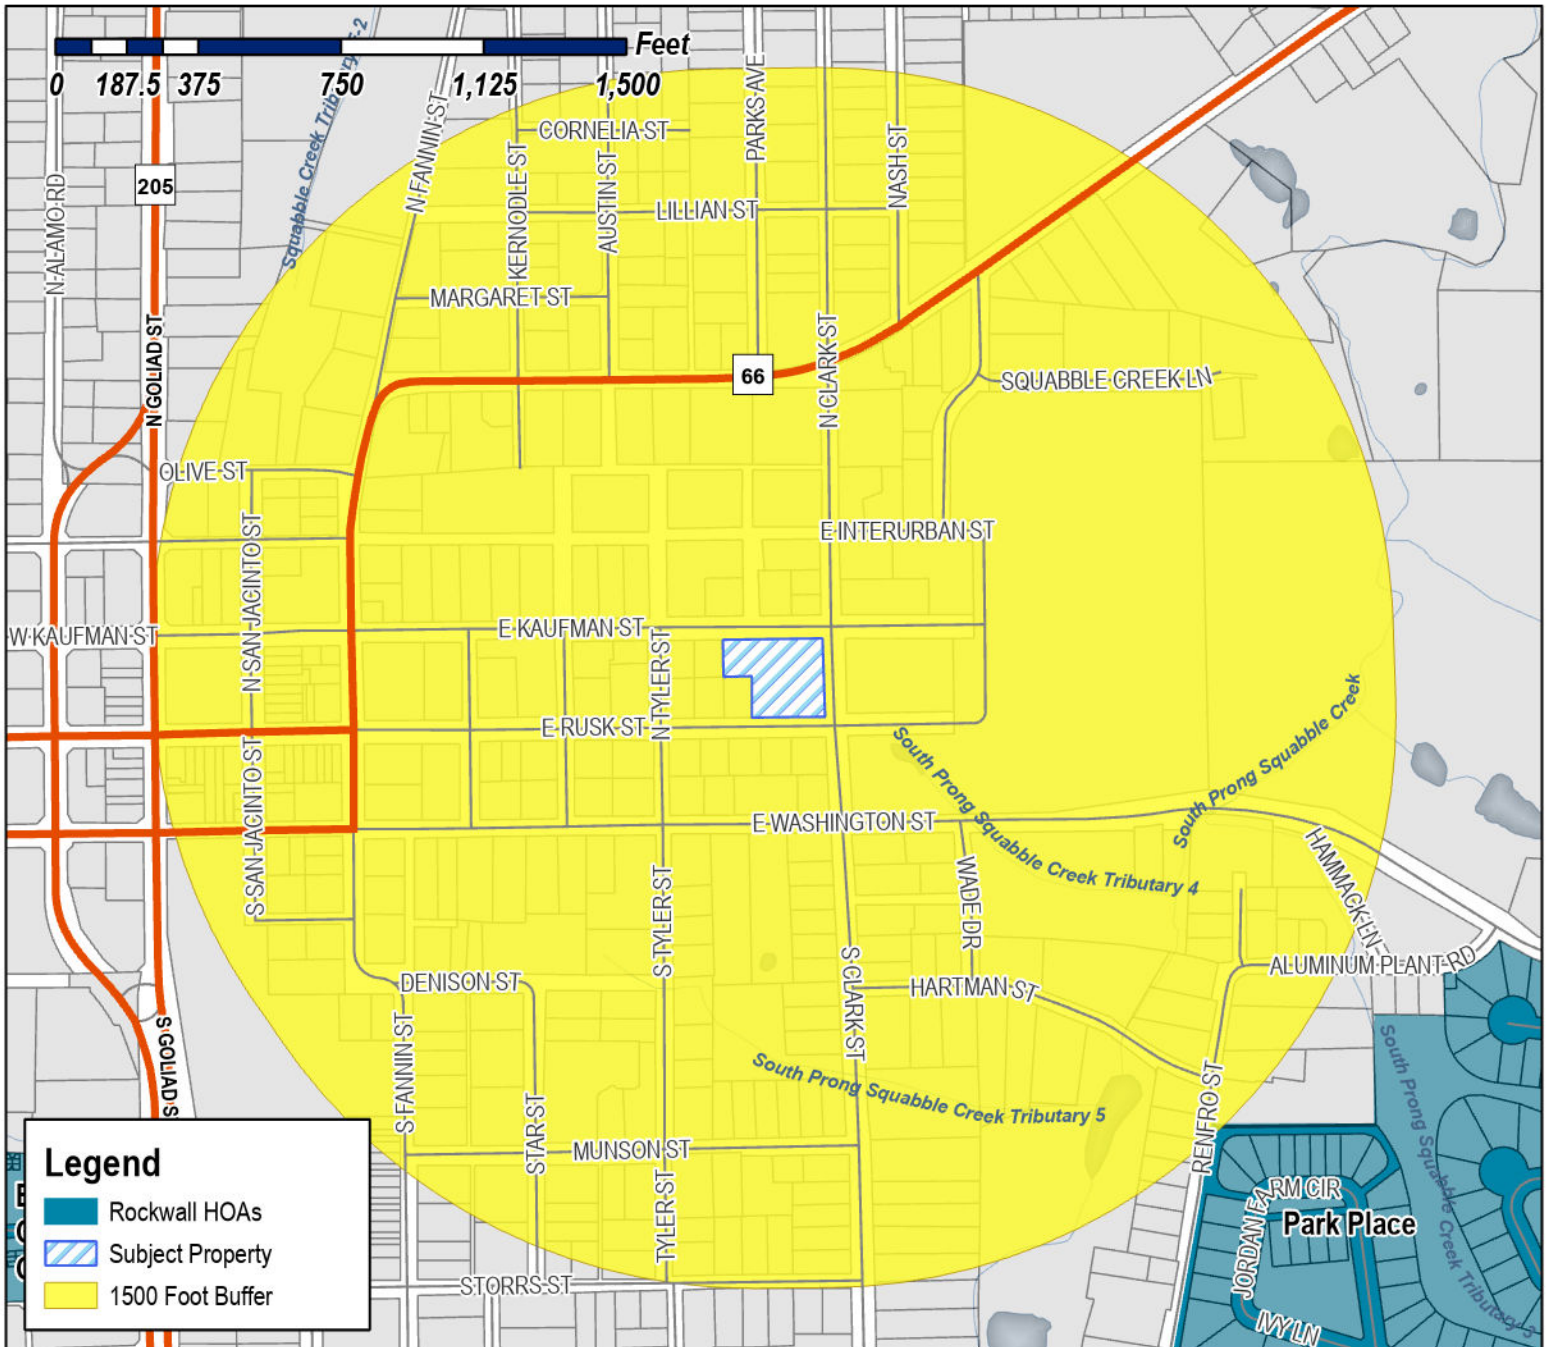 Feet
0 187.5 375 750 1,125 1,500
Squabble Creek Tributary F-2
205
N ALAMO RD
N GOLIAD ST
N FANNIN ST
KERNODLE ST
CORNELIA ST
AUSTIN ST
PARKS AVE
NASH ST
LILLIAN ST
MARGARET ST
N CLARK ST
66
SQUABBLE CREEK LN
OLIVE ST
N SAN JACINTO ST
E INTERURBAN ST
W KAUFMAN ST
E KAUFMAN ST
N TYLER ST
E RUSK ST
South Prong Squabble Creek
South Prong Squabble Creek Tributary 4
S SAN JACINTO ST
E WASHINGTON ST
WADE DR
HAMMACK LN
S TYLER ST
S CLARK ST
DENISON ST
HARTMAN ST
ALUMINUM PLANT RD
S GOLIAD S
S FANNIN ST
STAR ST
South Prong Squabble Creek Tributary 5
RENFRO ST
South Prong Squabble Creek Tributary 3
MUNSON ST
TYLER ST
STORRS ST
JORDAN FARM CIR
Park Place
IVY LN
Legend
Rockwall HOAs
Subject Property
1500 Foot Buffer